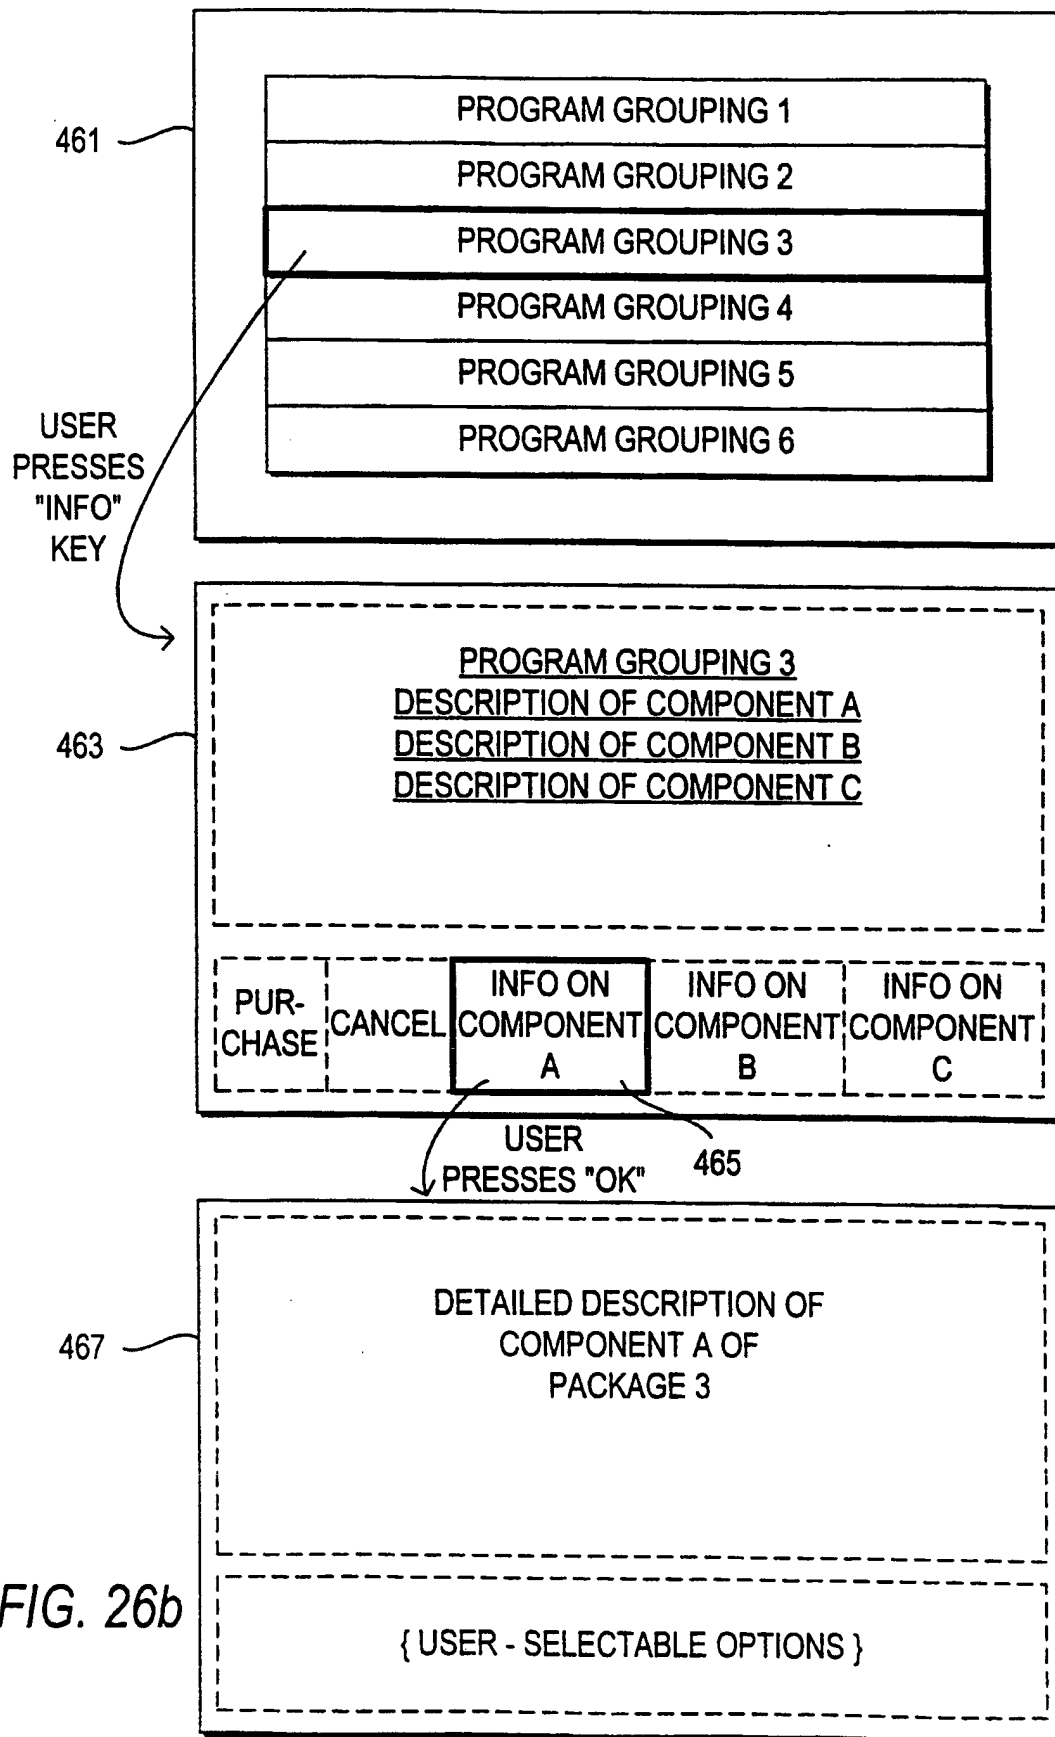 PROGRAM GROUPING 1
461
PROGRAM GROUPING 2
PROGRAM GROUPING 3
PROGRAM GROUPING 4
PROGRAM GROUPING 5
PROGRAM GROUPING 6
USER
PRESSES
"INFO"
KEY
PROGRAM GROUPING 3
DESCRIPTION OF COMPONENT A
DESCRIPTION OF COMPONENT B
DESCRIPTION OF COMPONENT C
463
PUR-
CHASE
CANCEL
INFO ON
COMPONENT
A
INFO ON
COMPONENT
B
INFO ON
COMPONENT
C
USER
PRESSES "OK"
465
DETAILED DESCRIPTION OF
COMPONENT A OF
PACKAGE 3
467
{ USER - SELECTABLE OPTIONS }
FIG. 26b